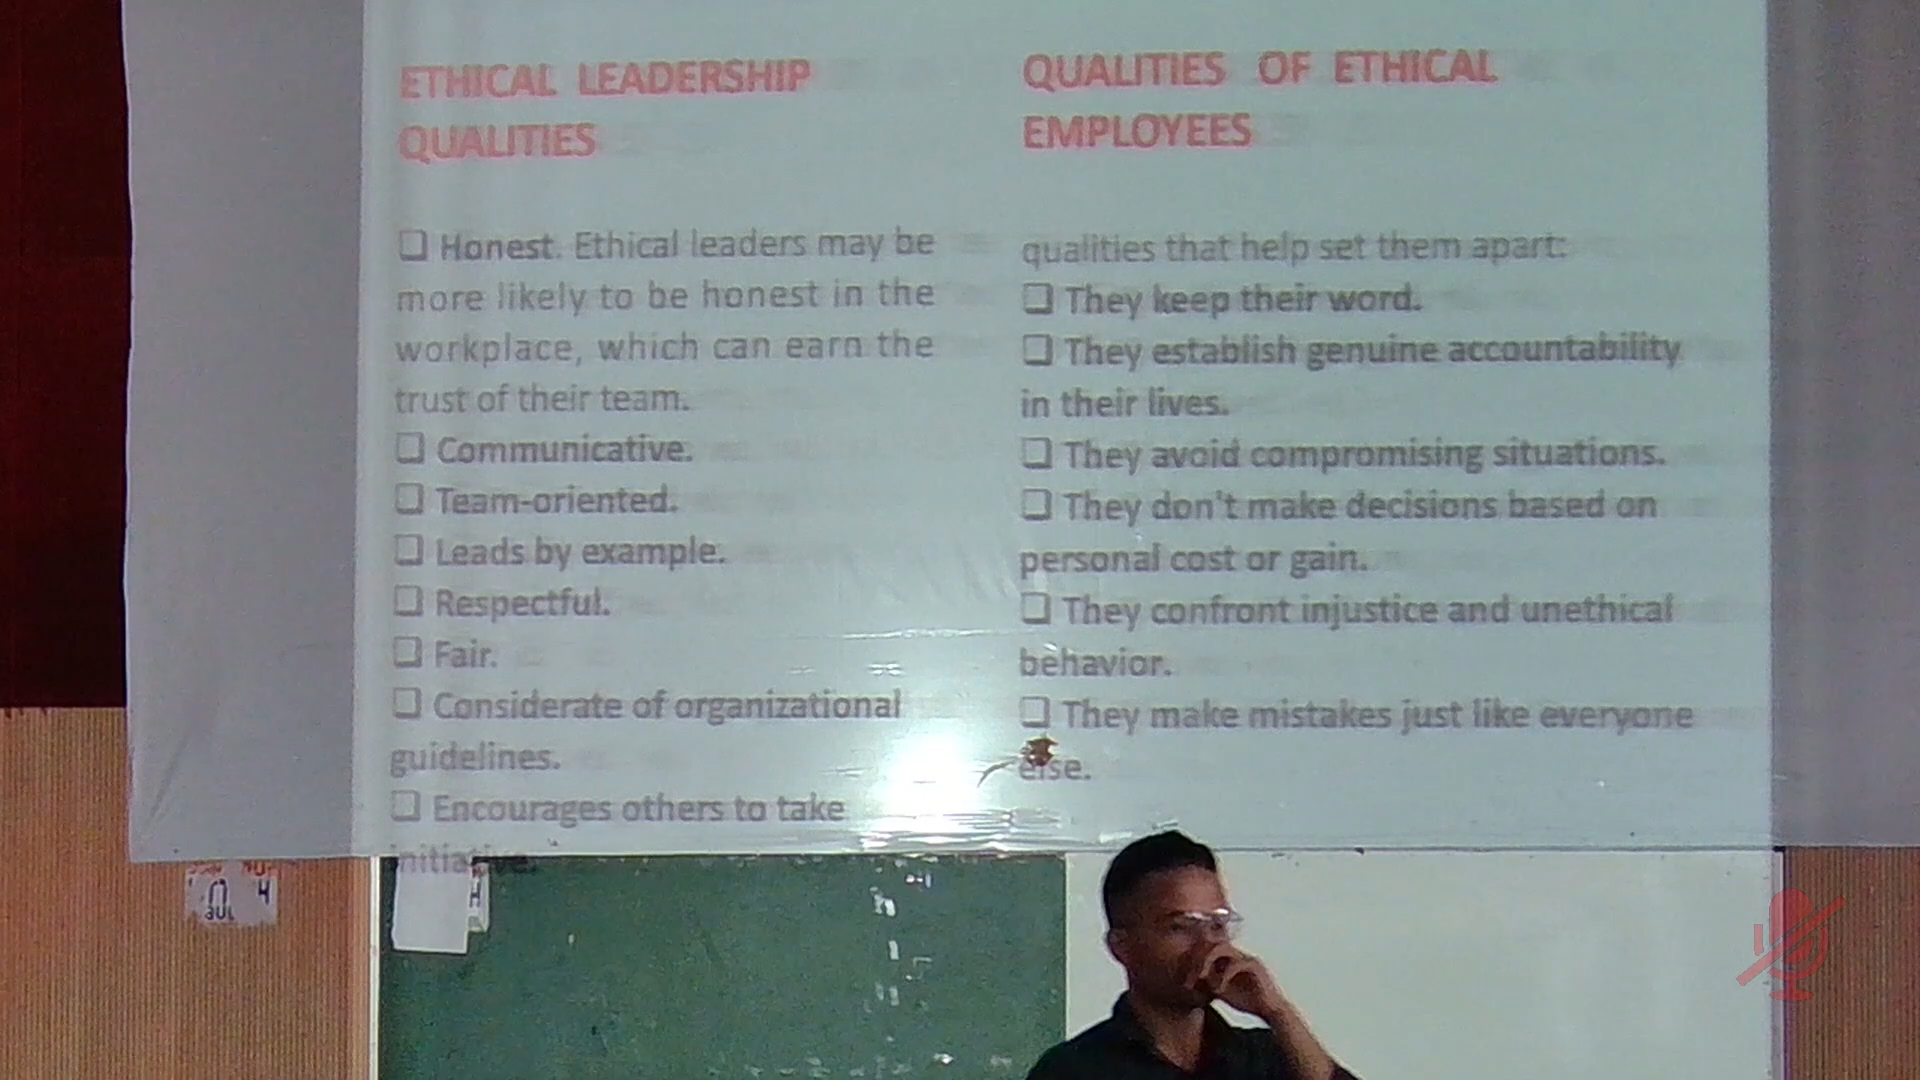 ETHICAL LEADERSHIP
QUALITIES
❑ Honest. Ethical leaders may be
more likely to be honest in the
workplace, which can earn the
trust of their team.
❑ Communicative.
❑ Team-oriented.
❑ Leads by example.
❑ Respectful.
❑ Fair.
❑ Considerate of organizational
guidelines.
❑ Encourages others to take
initiative.
QUALITIES OF ETHICAL
EMPLOYEES
qualities that help set them apart:
❑ They keep their word.
❑ They establish genuine accountability
in their lives.
❑ They avoid compromising situations.
❑ They don't make decisions based on
personal cost or gain.
❑ They confront injustice and unethical
behavior.
❑ They make mistakes just like everyone
else.